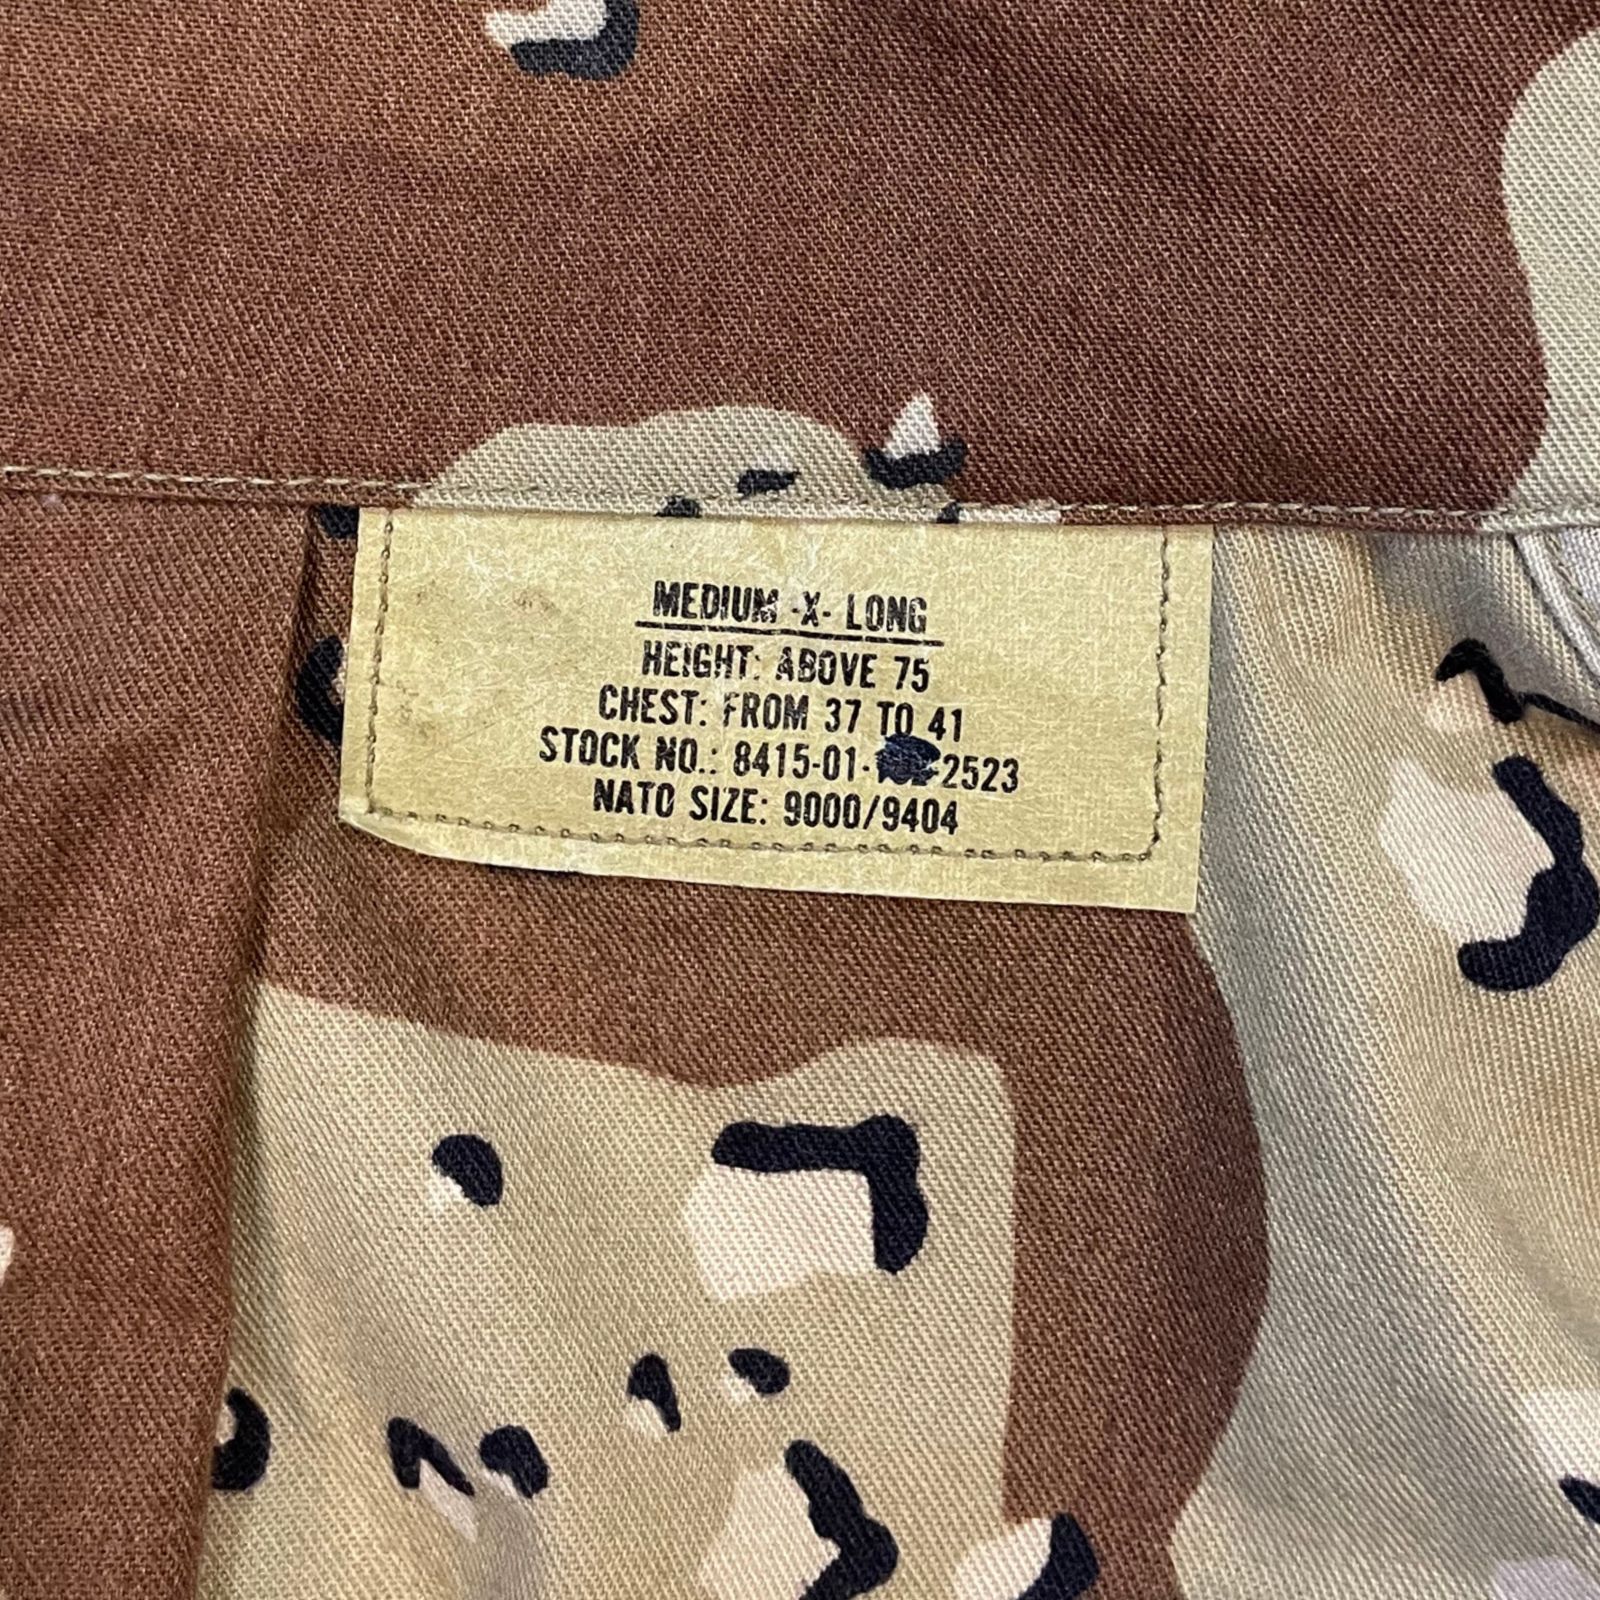 MEDIUM -X- LONG
HEIGHT: ABOVE 75
CHEST: FROM 37 TO 41
STOCK NO.: 8415-01- -2523
NATO SIZE: 9000/9404